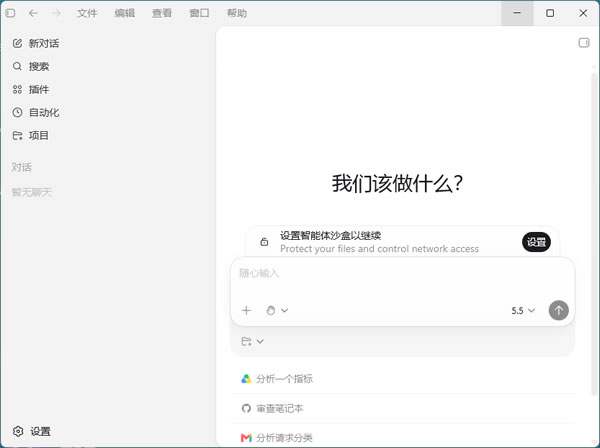 文件 编辑 查看 窗口 帮助
新对话
搜索
插件
自动化
项目
对话
暂无聊天
我们该做什么？
设置智能体沙盒以继续
Protect your files and control network access
设置
随心输入
5.5
分析一个指标
审查笔记本
分析请求分类
设置